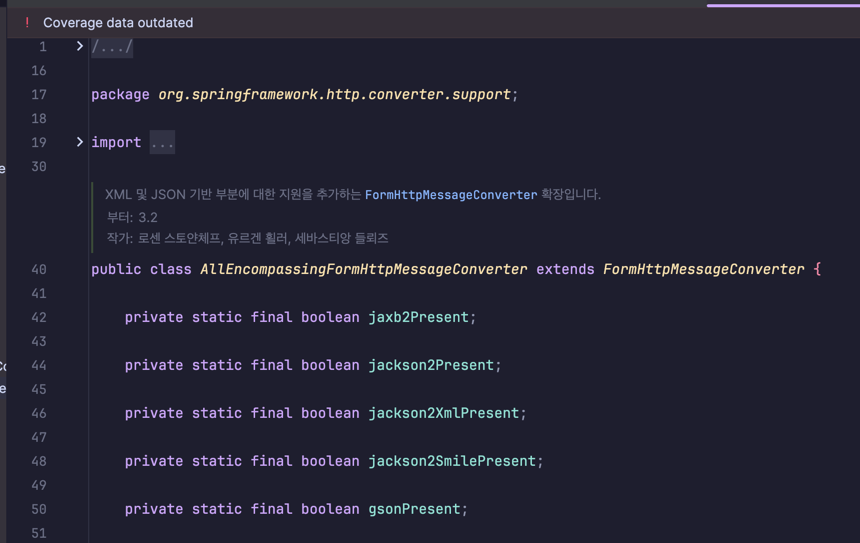 ! Coverage data outdated
1 /.../
16
17 package org.springframework.http.converter.support;
18
19 import ...
30
XML 및 JSON 기반 부분에 대한 지원을 추가하는 FormHttpMessageConverter 확장입니다.
부터: 3.2
작가: 로센 스토얀체프, 유르겐 휠러, 세바스티앙 들뢰즈
40 public class AllEncompassingFormHttpMessageConverter extends FormHttpMessageConverter {
41
42 private static final boolean jaxb2Present;
43
44 private static final boolean jackson2Present;
45
46 private static final boolean jackson2XmlPresent;
47
48 private static final boolean jackson2SmilePresent;
49
50 private static final boolean gsonPresent;
51